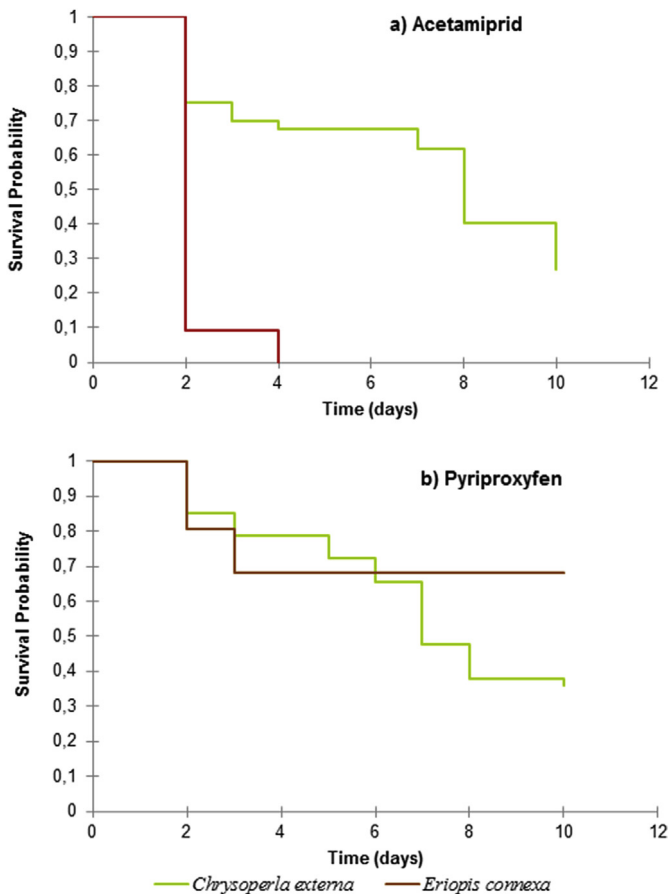 a) Acetamiprid
Survival Probability
1
0,9
0,8
0,7
0,6
0,5
0,4
0,3
0,2
0,1
0
0 2 4 6 8 10 12
Time (days)
b) Pyriproxyfen
Survival Probability
1
0,9
0,8
0,7
0,6
0,5
0,4
0,3
0,2
0,1
0
0 2 4 6 8 10 12
Time (days)
Chrysoperla externa Eriopis connexa